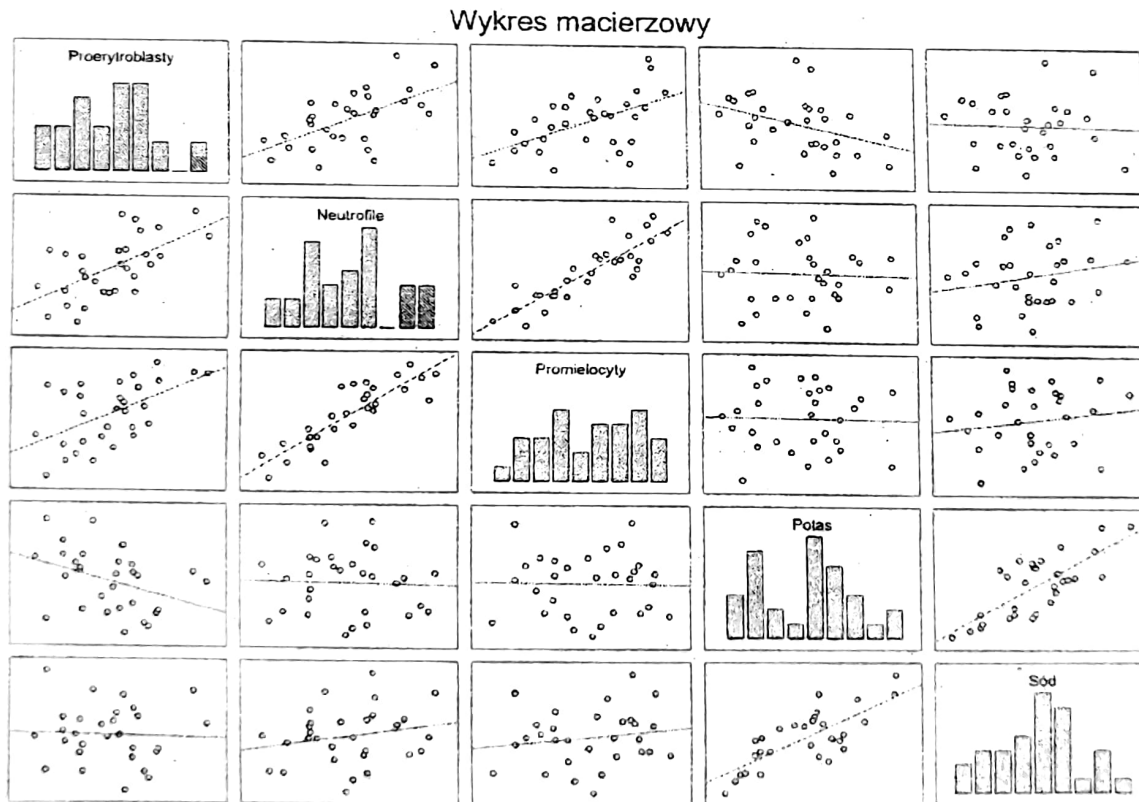 Wykres macierzowy
Proerytroblasty
Neutrofile
Promielocyty
Potas
Sód